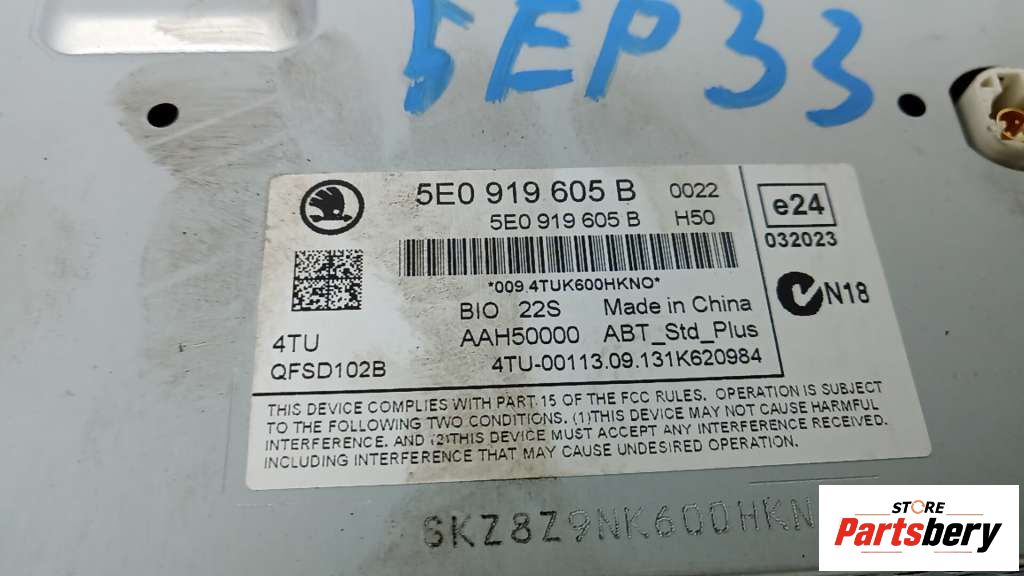 5EP33
5E0 919 605 B 0022
5E0 919 605 B H50
*009 4TUK600HKNO*
BIO 22S Made in China
AAH50000 ABT_Std_Plus
4TU-00113.09.131K620984
4TU
QFSD102B
e24
032023
N18
THIS DEVICE COMPLIES WITH PART 15 OF THE FCC RULES. OPERATION IS SUBJECT
TO THE FOLLOWING TWO CONDITIONS. (1)THIS DEVICE MAY NOT CAUSE HARMFUL
INTERFERENCE. AND (2)THIS DEVICE MUST ACCEPT ANY INTERFERENCE RECEIVED.
INCLUDING INTERFERENCE THAT MAY CAUSE UNDESIRED OPERATION.
SKZ8Z9NK600HKN
STORE
Partsbery